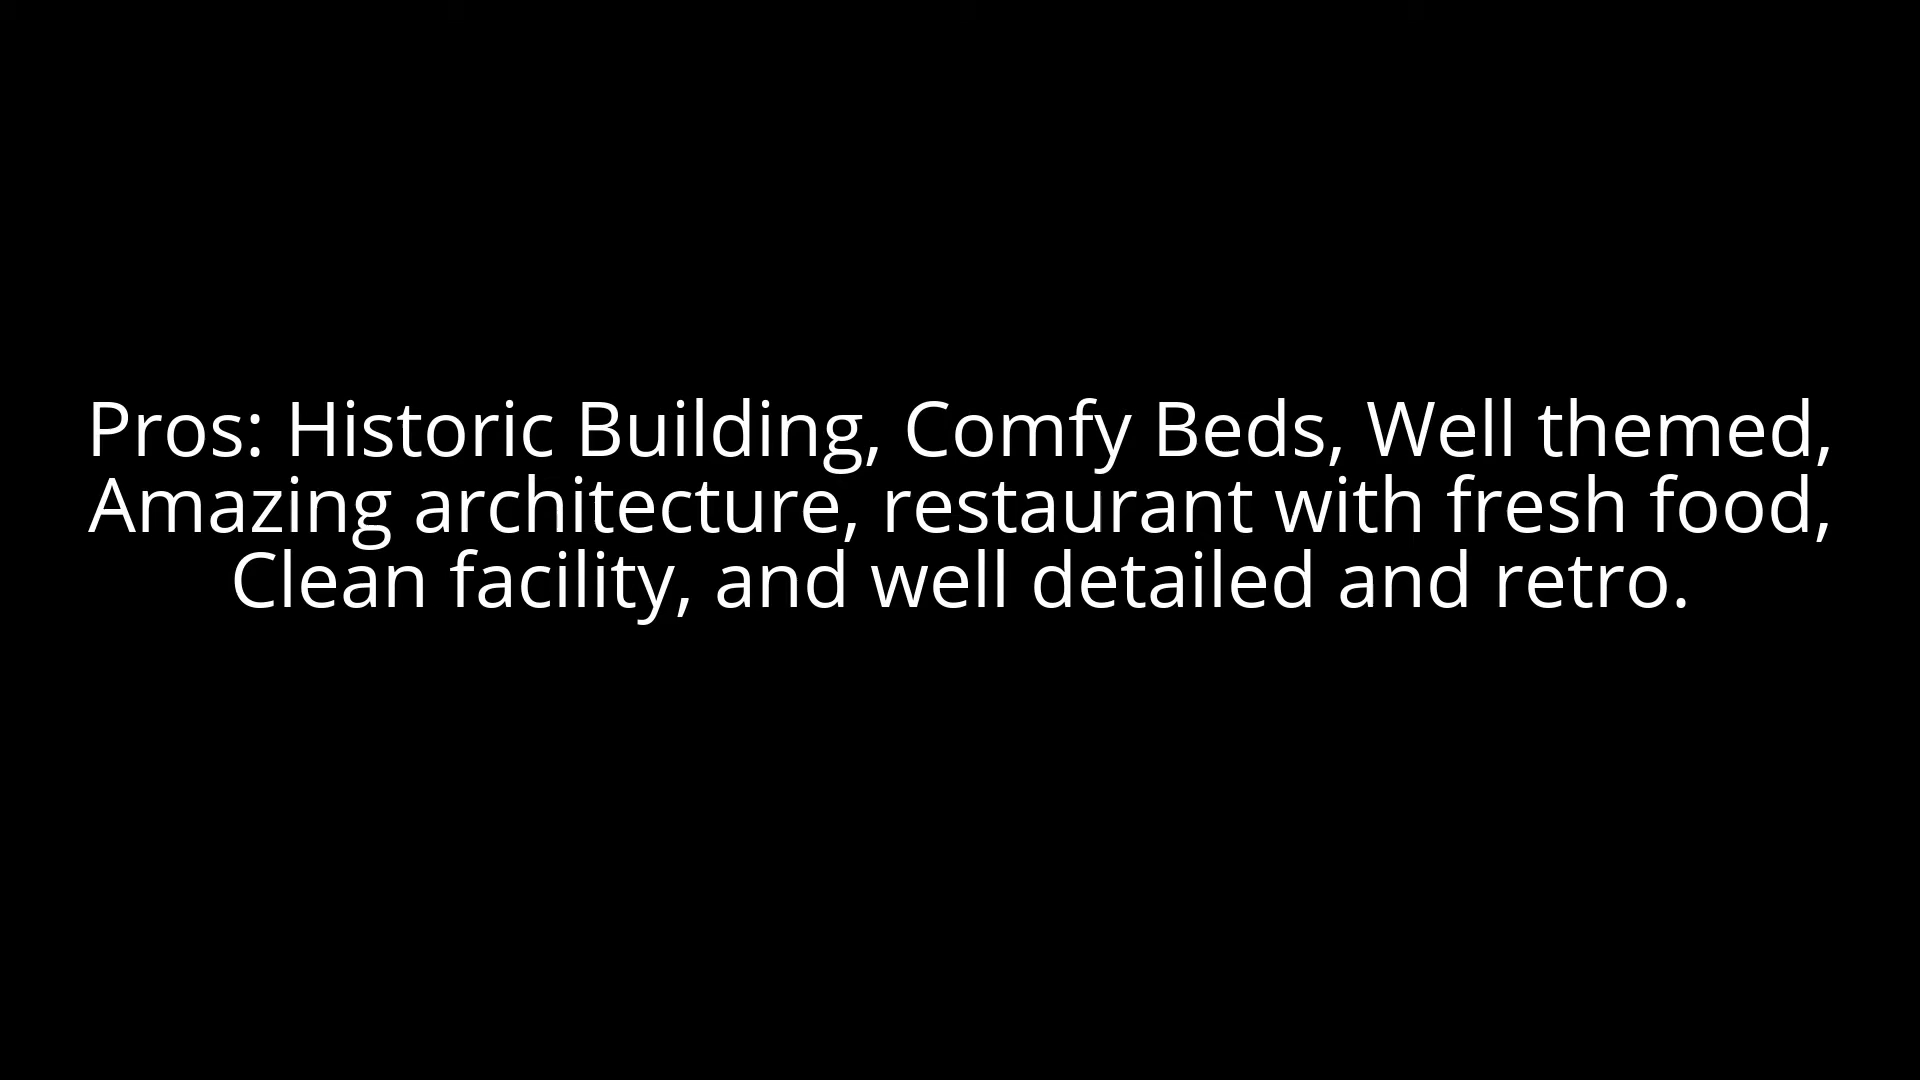 Pros: Historic Building, Comfy Beds, Well themed,
Amazing architecture, restaurant with fresh food,
Clean facility, and well detailed and retro.